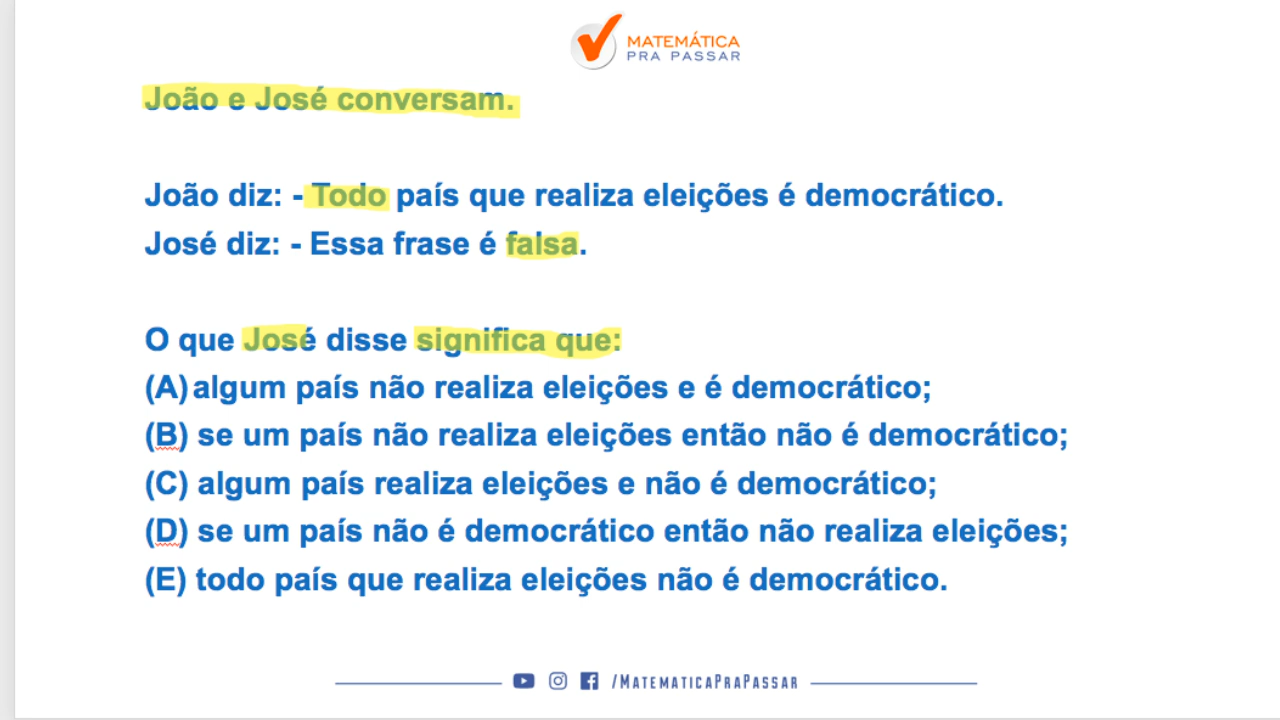 MATEMÁTICA
PRA PASSAR
João e José conversam.
João diz: - Todo país que realiza eleições é democrático.
José diz: - Essa frase é falsa.
O que José disse significa que:
(A) algum país não realiza eleições e é democrático;
(B) se um país não realiza eleições então não é democrático;
(C) algum país realiza eleições e não é democrático;
(D) se um país não é democrático então não realiza eleições;
(E) todo país que realiza eleições não é democrático.
/MATEMATICAPRAPASSAR